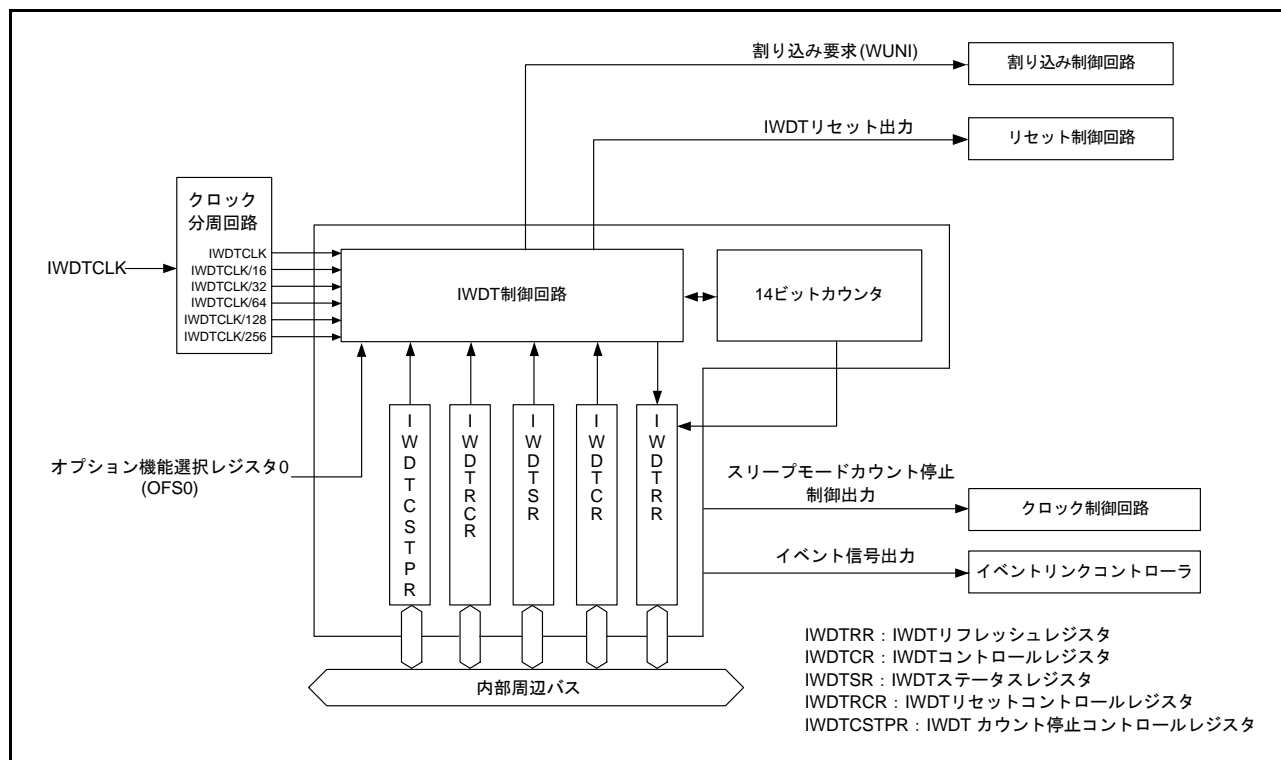 割り込み要求(WUNI)
割り込み制御回路
IWDTリセット出力
リセット制御回路
クロック
分周回路
IWDTCLK
IWDTCLK
IWDTCLK/16
IWDTCLK/32
IWDTCLK/64
IWDTCLK/128
IWDTCLK/256
IWDT制御回路
14ビットカウンタ
オプション機能選択レジスタ0
(OFS0)
IWDTCSTPR
IWDTRCR
IWDTSR
IWDTCR
IWDTRR
スリープモードカウント停止
制御出力
クロック制御回路
イベント信号出力
イベントリンクコントローラ
内部周辺バス
IWDTRR：IWDTリフレッシュレジスタ
IWDTCR：IWDTコントロールレジスタ
IWDTSR：IWDTステータスレジスタ
IWDTRCR：IWDTリセットコントロールレジスタ
IWDTCSTPR：IWDT カウント停止コントロールレジスタ